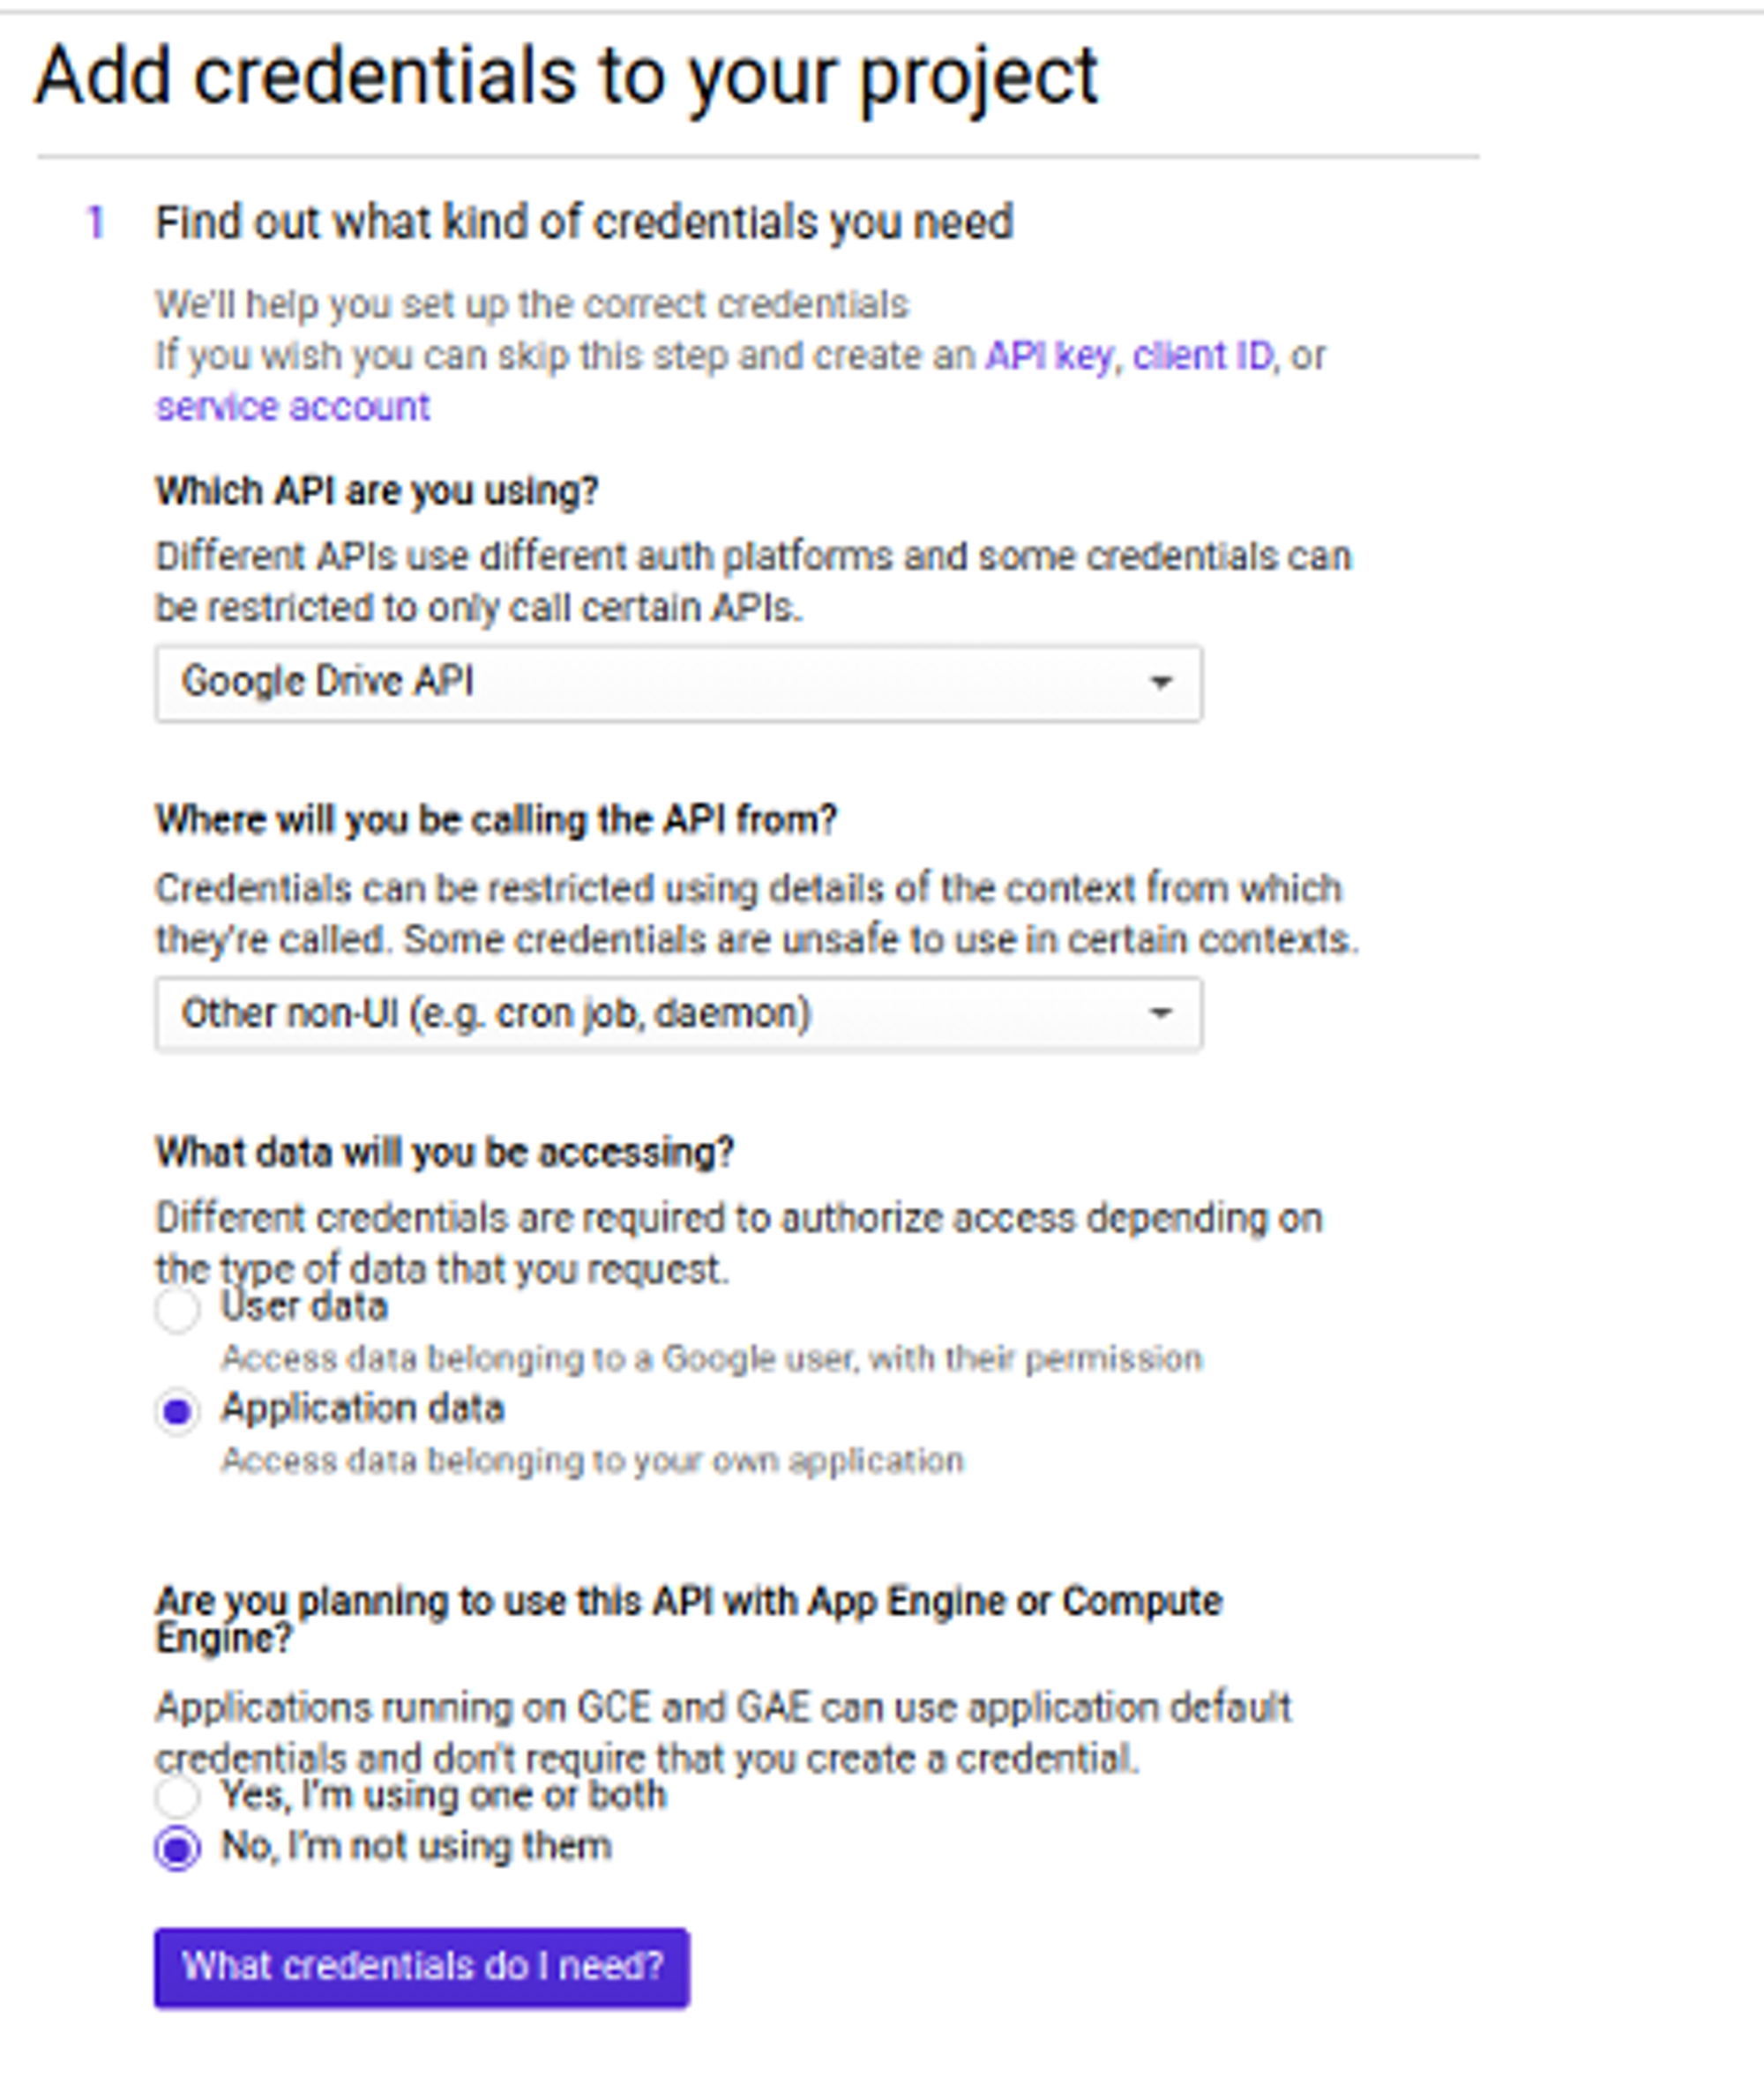 Add credentials to your project
1 Find out what kind of credentials you need
We'll help you set up the correct credentials
If you wish you can skip this step and create an API key, client ID, or
service account
Which API are you using?
Different APIs use different auth platforms and some credentials can
be restricted to only call certain APIs.
Google Drive API
Where will you be calling the API from?
Credentials can be restricted using details of the context from which
they're called. Some credentials are unsafe to use in certain contexts.
Other non-UI (e.g. cron job, daemon)
What data will you be accessing?
Different credentials are required to authorize access depending on
the type of data that you request.
User data
Access data belonging to a Google user, with their permission
Application data
Access data belonging to your own application
Are you planning to use this API with App Engine or Compute
Engine?
Applications running on GCE and GAE can use application default
credentials and don't require that you create a credential.
Yes, I'm using one or both
No, I'm not using them
What credentials do I need?